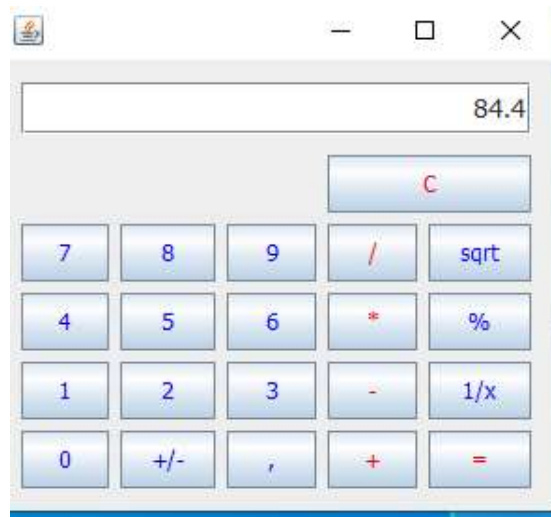 84.4
C
7 8 9 / sqrt
4 5 6 * %
1 2 3 - 1/x
0 +/- , + =